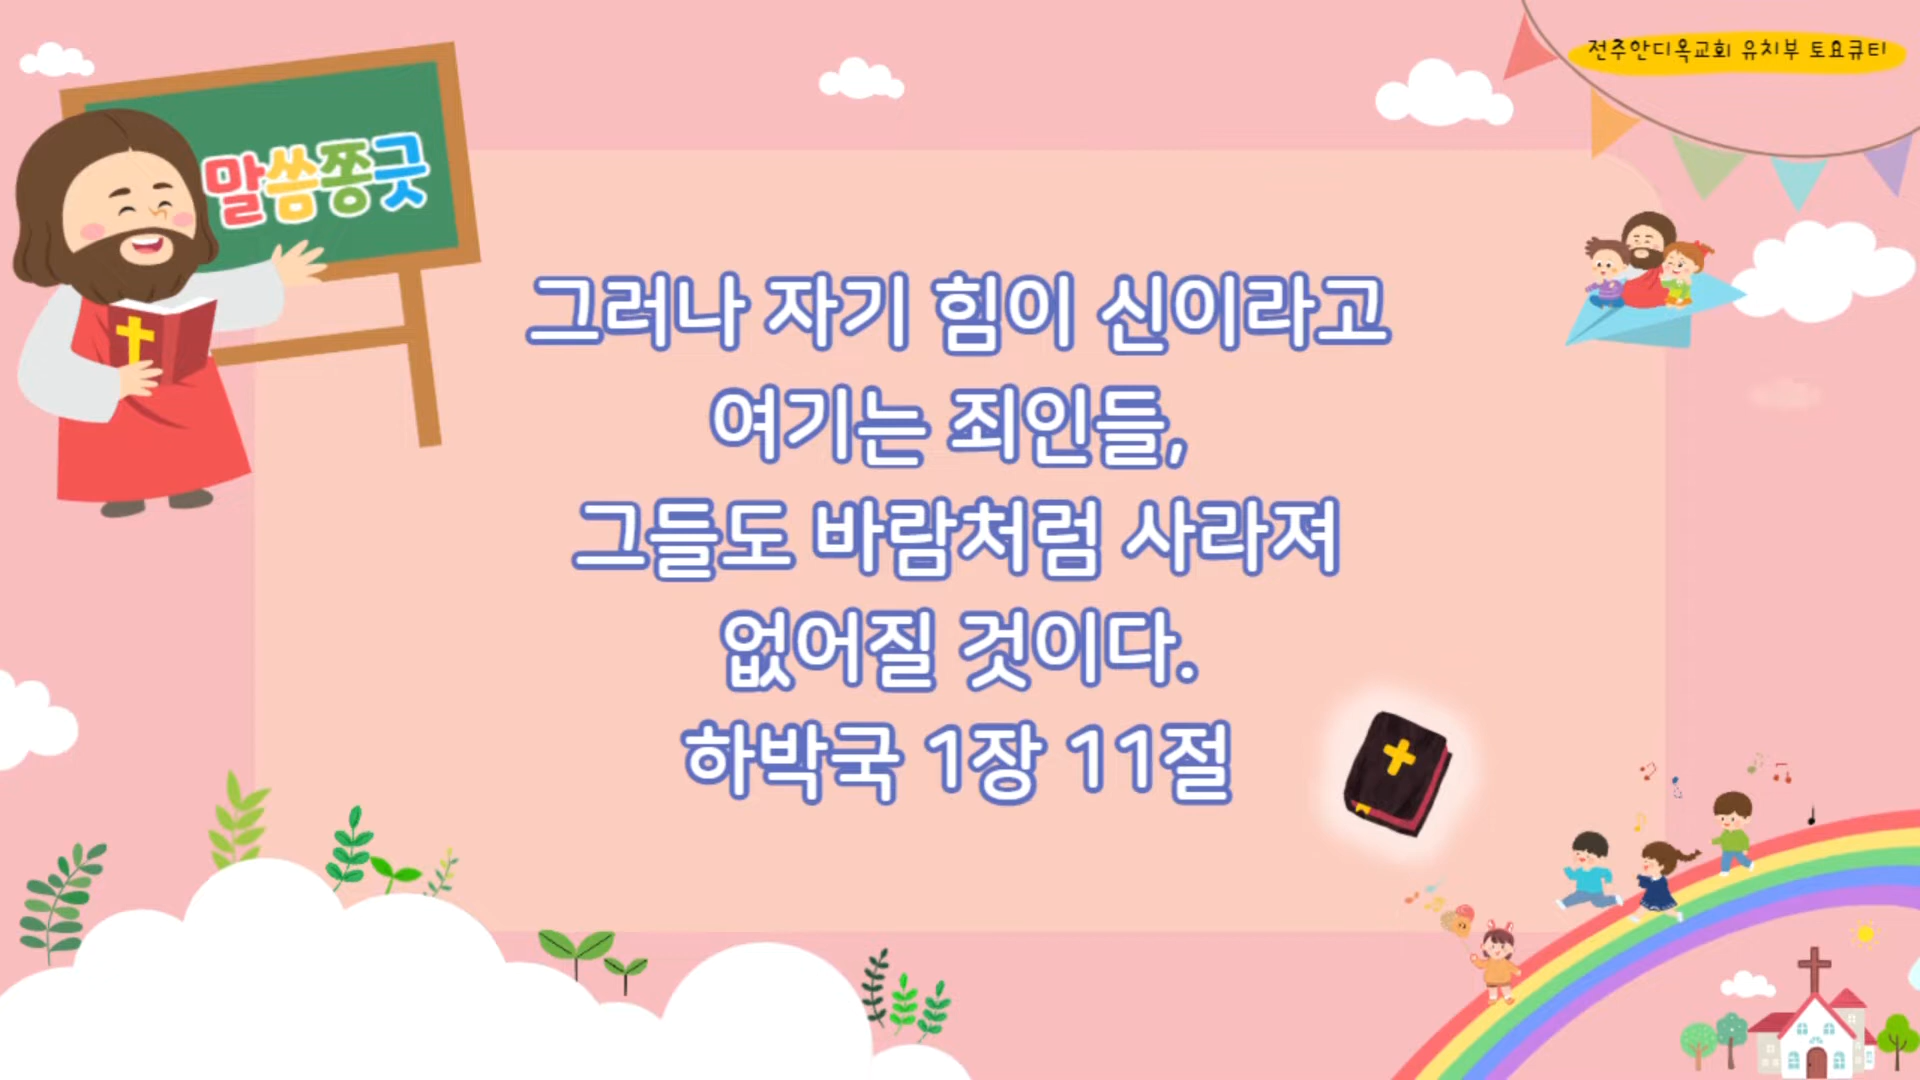 전주안디옥교회 유치부 토요큐티
말씀쫑긋
그러나 자기 힘이 신이라고
여기는 죄인들,
그들도 바람처럼 사라져
없어질 것이다.
하박국 1장 11절